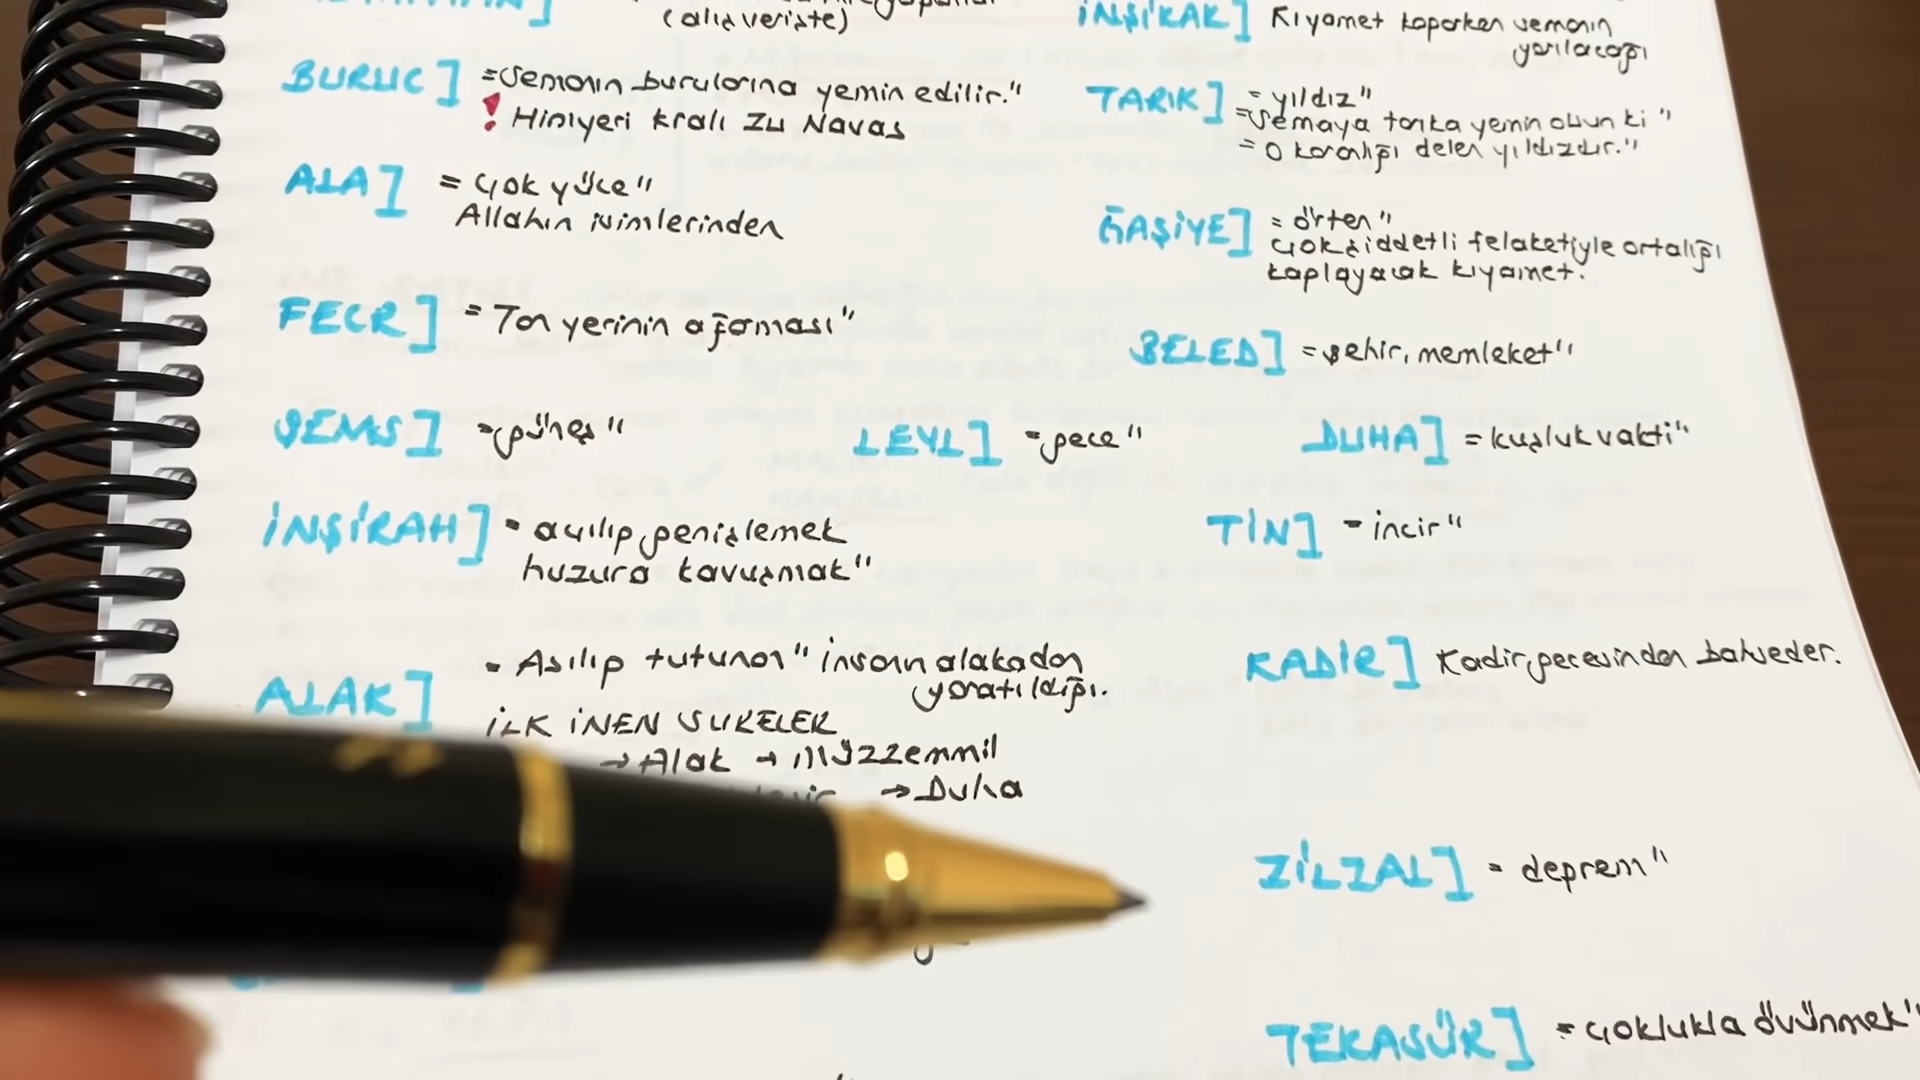 (alışverişte)
İNŞİKAK] Kıyamet koparken semanın
yarılacağı
BURUC] "Semanın burçlarına yemin edilir."
! Himyeri kralı Zu Navas
TARIK] "yıldız"
"Semaya tarıka yemin olsun ki"
"O karanlığı delen yıldızdır."
ALA] "çok yüce"
Allahın isimlerinden
ĞAŞİYE] "örten"
çok şiddetli felaketiyle ortalığı
kaplayacak kıyamet.
FECR] "Tan yerinin ağarması"
BELED] "şehir, memleket"
ŞEMS] "güneş"
LEYL] "gece"
DUHA] "kuşluk vakti"
İNŞİRAH] "açılıp genişlemek
huzura kavuşmak"
TİN] "incir"
ALAK] "Asılıp tutunan" insanın alakadan
yaratıldığı.
İLK İNEN SURELER
→ Alak → Müzzemmil
→ Duha
KADİR] Kadir gecesinden bahseder.
ZİLZAL] "deprem"
TEKASÜR] "çoklukla övünmek"